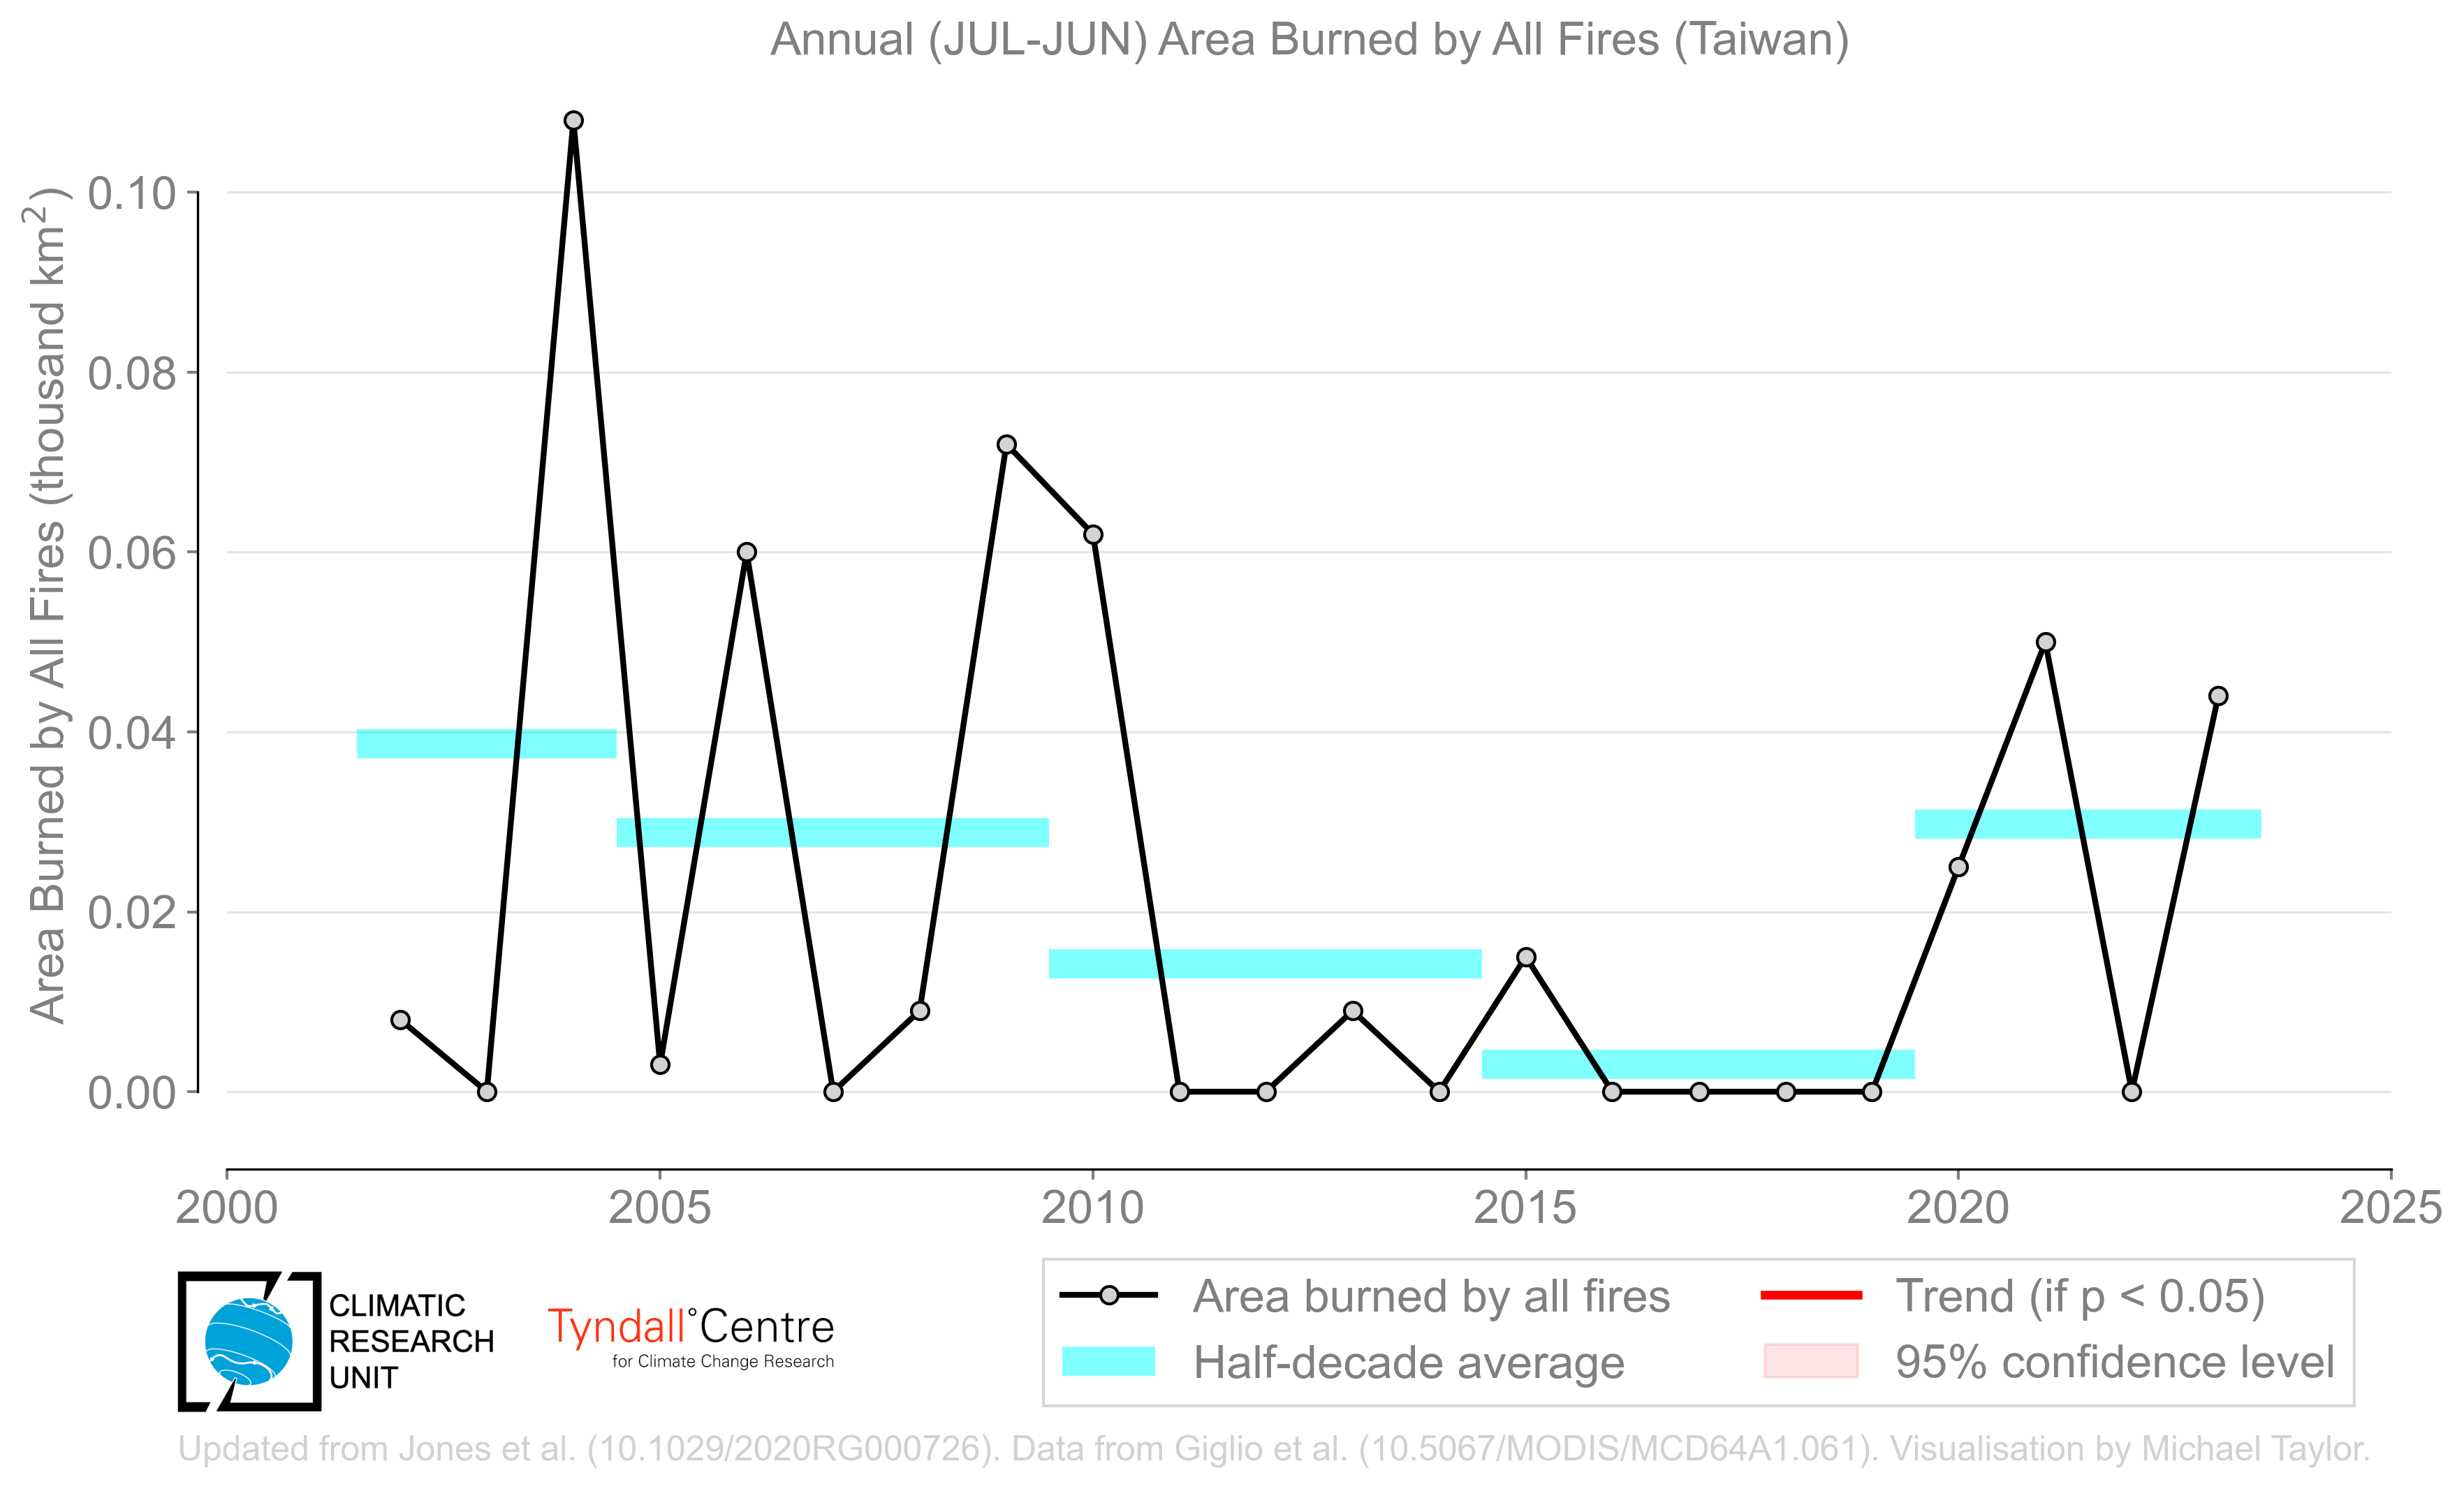 Annual (JUL-JUN) Area Burned by All Fires (Taiwan)
Area Burned by All Fires (thousand km²)
0.10
0.08
0.06
0.04
0.02
0.00
2000 2005 2010 2015 2020 2025
CLIMATIC
RESEARCH
UNIT
Tyndall°Centre
for Climate Change Research
Area burned by all fires
Half-decade average
Trend (if p < 0.05)
95% confidence level
Updated from Jones et al. (10.1029/2020RG000726). Data from Giglio et al. (10.5067/MODIS/MCD64A1.061). Visualisation by Michael Taylor.